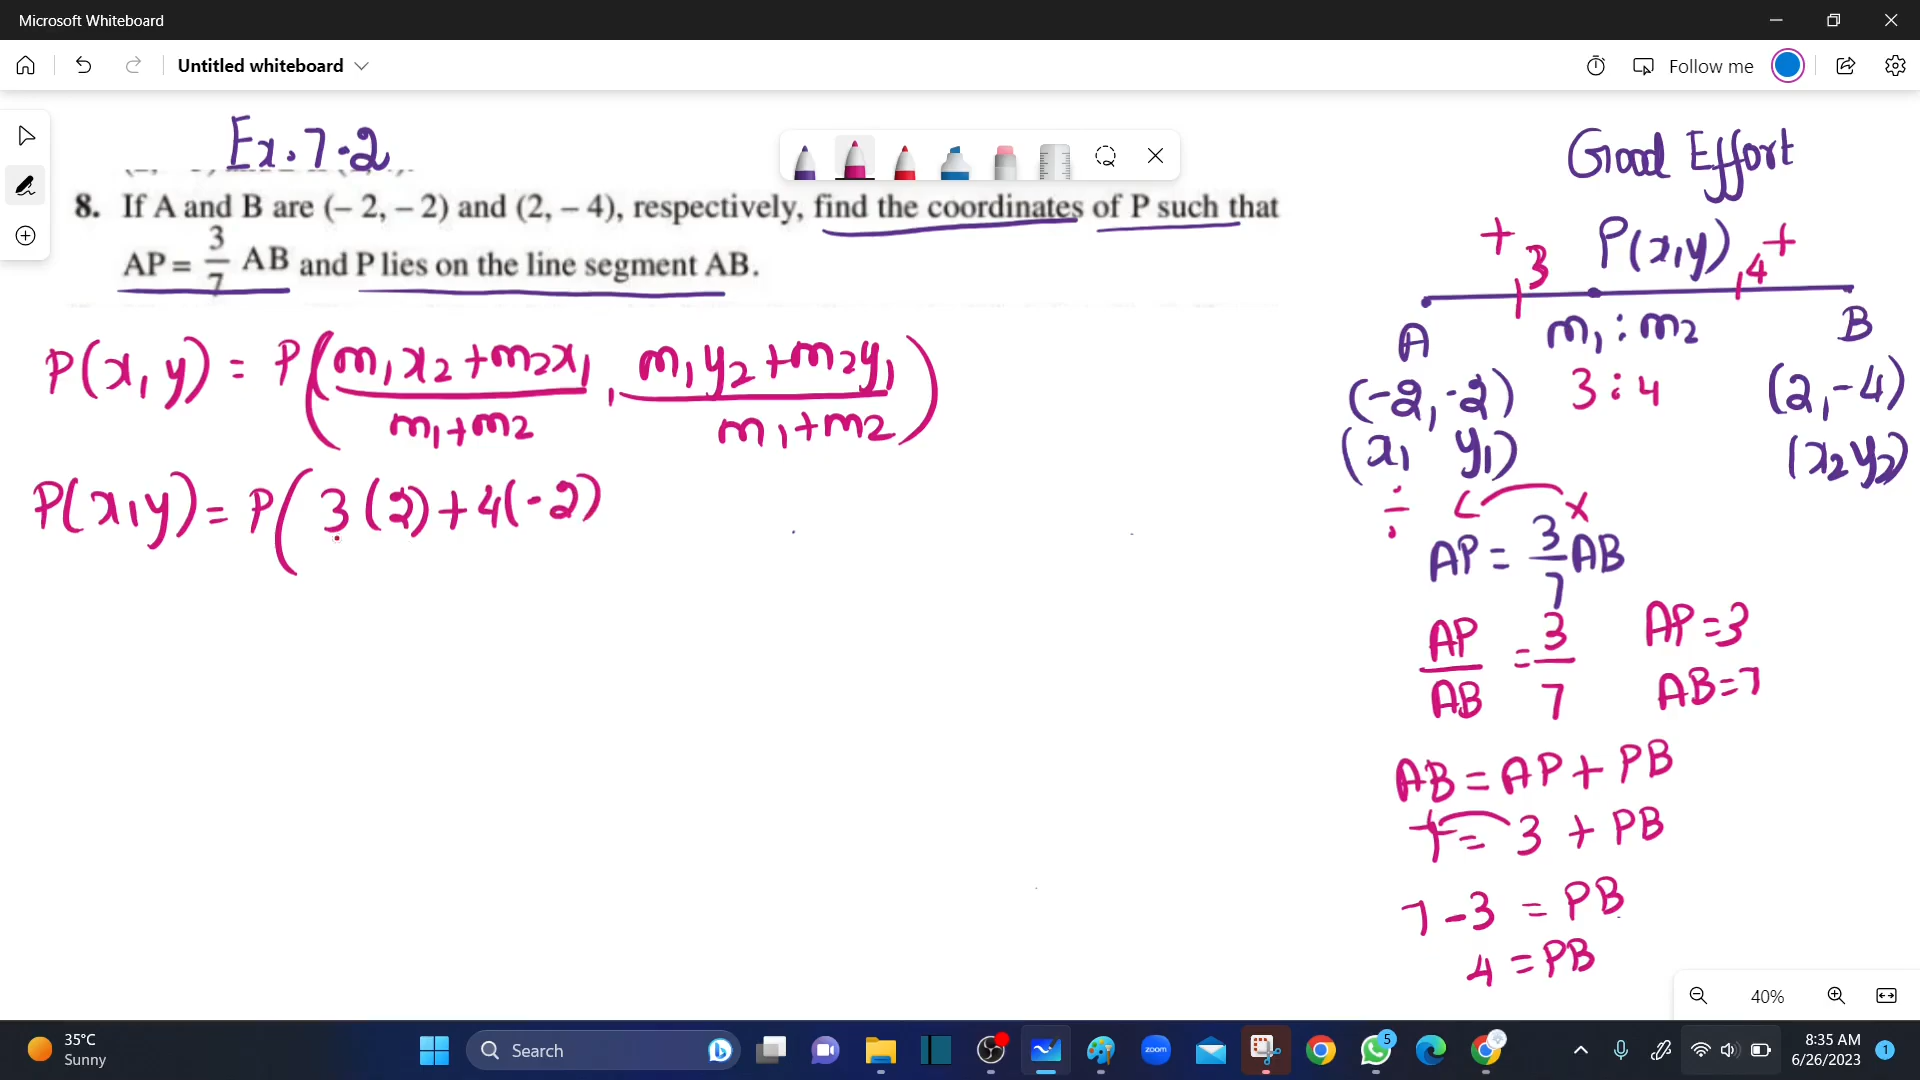 Microsoft Whiteboard
Untitled whiteboard
Follow me
Ex.7.2
8. If A and B are (– 2, – 2) and (2, – 4), respectively, find the coordinates of P such that
AP = 3/7 AB and P lies on the line segment AB.
P(x,y) = P( (m₁x₂+m₂x₁)/(m₁+m₂) , (m₁y₂+m₂y₁)/(m₁+m₂) )
P(x,y) = P( 3(2)+4(-2)
Good Effort
+ 3 P(x,y) 4 +
A m₁:m₂ B
(-2,-2) 3:4 (2,-4)
(x₁ y₁) (x₂ y₂)
÷ ×
AP = 3/7 AB
AP/AB = 3/7
AP=3
AB=7
AB = AP + PB
7 = 3 + PB
7-3 = PB
4 = PB
40%
35°C
Sunny
Search
zoom
5
8:35 AM
6/26/2023
1